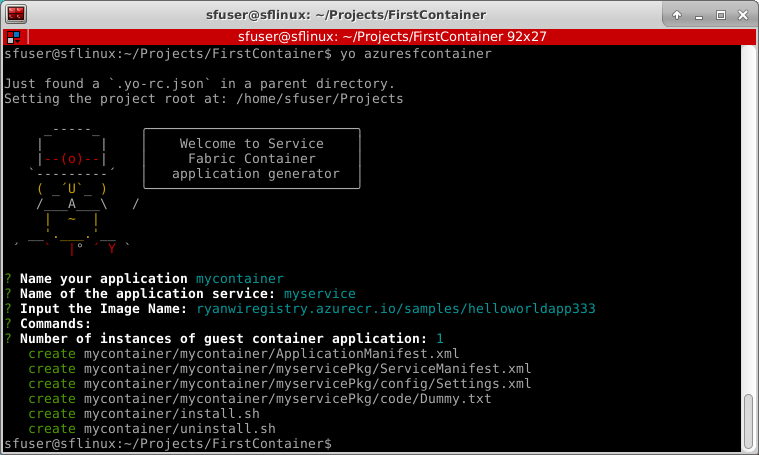 sfuser@sflinux: ~/Projects/FirstContainer
sfuser@sflinux: ~/Projects/FirstContainer 92x27
sfuser@sflinux:~/Projects/FirstContainer$ yo azuresfcontainer
Just found a `.yo-rc.json` in a parent directory.
Setting the project root at: /home/sfuser/Projects
     _-----_     ╭──────────────────────────╮
    |       |    │    Welcome to Service    │
    |--(o)--|    │     Fabric Container     │
   `---------´   │   application generator  │
    ( _´U`_ )    ╰──────────────────────────╯
    /___A___\   /
     |  ~  |
   __'.___.'__
 ´   `  |° ´ Y `
? Name your application mycontainer
? Name of the application service: myservice
? Input the Image Name: ryanwiregistry.azurecr.io/samples/helloworldapp333
? Commands:
? Number of instances of guest container application: 1
   create mycontainer/mycontainer/ApplicationManifest.xml
   create mycontainer/mycontainer/myservicePkg/ServiceManifest.xml
   create mycontainer/mycontainer/myservicePkg/config/Settings.xml
   create mycontainer/mycontainer/myservicePkg/code/Dummy.txt
   create mycontainer/install.sh
   create mycontainer/uninstall.sh
sfuser@sflinux:~/Projects/FirstContainer$